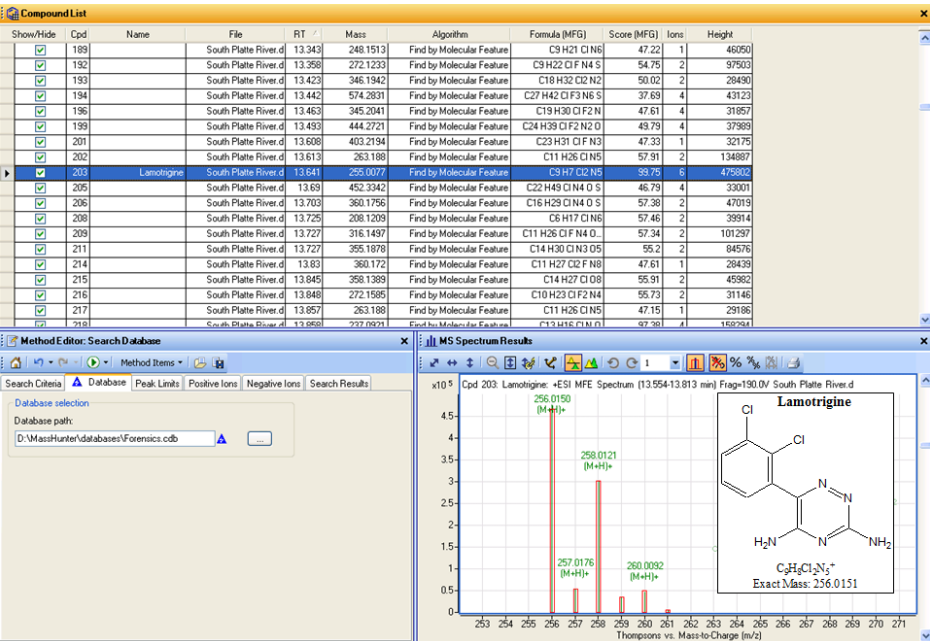 Compound List
Show/Hide Cpd Name File RT Mass Algorithm Formula (MFG) Score (MFG) Ions Height
189 South Platte River.d 13.343 248.1513 Find by Molecular Feature C9 H21 Cl N6 47.22 1 46050
192 South Platte River.d 13.358 272.1233 Find by Molecular Feature C9 H22 Cl F N4 S 54.75 2 97503
193 South Platte River.d 13.423 346.1942 Find by Molecular Feature C18 H32 Cl2 N2 50.02 2 28490
194 South Platte River.d 13.442 574.2831 Find by Molecular Feature C27 H42 Cl F3 N6 S 37.69 4 43123
196 South Platte River.d 13.463 345.2041 Find by Molecular Feature C19 H30 Cl F2 N 47.61 4 31857
199 South Platte River.d 13.493 444.2721 Find by Molecular Feature C24 H39 Cl F2 N2 O 49.79 4 37989
201 South Platte River.d 13.608 403.2194 Find by Molecular Feature C23 H31 Cl F N3 47.33 1 32175
202 South Platte River.d 13.613 263.188 Find by Molecular Feature C11 H26 Cl N5 57.91 2 134887
203 Lamotrigine South Platte River.d 13.641 255.0077 Find by Molecular Feature C9 H7 Cl2 N5 99.75 6 475802
205 South Platte River.d 13.69 452.3342 Find by Molecular Feature C22 H49 Cl N4 O S 46.79 4 33001
206 South Platte River.d 13.703 360.1756 Find by Molecular Feature C16 H29 Cl N4 O S 57.38 2 47019
208 South Platte River.d 13.725 208.1209 Find by Molecular Feature C6 H17 Cl N6 57.46 2 39914
209 South Platte River.d 13.727 316.1497 Find by Molecular Feature C11 H26 Cl F N4 O... 57.34 2 101297
211 South Platte River.d 13.727 355.1878 Find by Molecular Feature C14 H30 Cl N3 O5 55.2 2 84576
214 South Platte River.d 13.83 360.172 Find by Molecular Feature C11 H27 Cl2 F N8 47.61 1 28439
215 South Platte River.d 13.845 358.1389 Find by Molecular Feature C14 H27 Cl O8 55.91 2 45982
216 South Platte River.d 13.848 272.1585 Find by Molecular Feature C10 H23 Cl F2 N4 55.73 2 31146
217 South Platte River.d 13.857 263.188 Find by Molecular Feature C11 H26 Cl N5 47.15 1 29186
218 South Platte River.d 13.858 237.0921 Find by Molecular Feature C13 H16 Cl N O 97.38 4 158294
Method Editor: Search Database
Method Items
Search Criteria Database Peak Limits Positive Ions Negative Ions Search Results
Database selection
Database path:
D:\MassHunter\databases\Forensics.cdb ...
MS Spectrum Results
1
x10 5 Cpd 203: Lamotrigine: +ESI MFE Spectrum (13.554-13.813 min) Frag=190.0V South Platte River.d
4.5
4
3.5
3
2.5
2
1.5
1
0.5
0
256.0150
(M+H)+
258.0121
(M+H)+
257.0176
(M+H)+
260.0092
(M+H)+
Lamotrigine
Cl
Cl
N
N
H₂N
N
NH₂
C₉H₈Cl₂N₅⁺
Exact Mass: 256.0151
253 254 255 256 257 258 259 260 261 262 263 264 265 266 267 268 269 270 271
Thompsons vs. Mass-to-Charge (m/z)